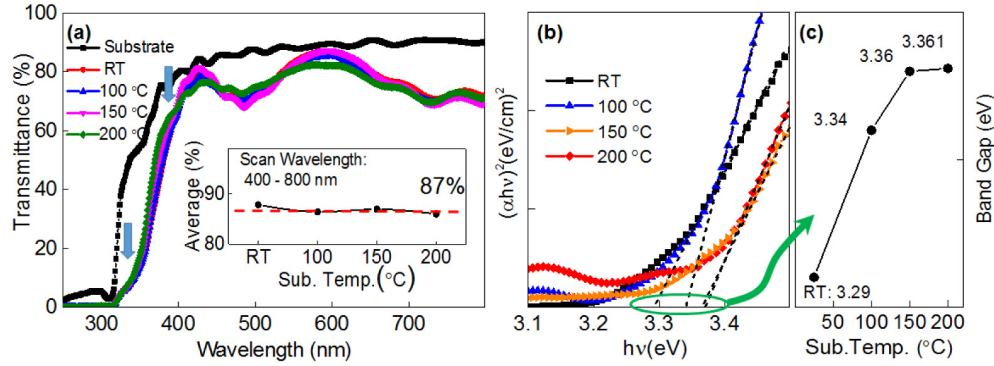 (a)
Transmittance (%)
100
80
60
40
20
0
Substrate
RT
100 °C
150 °C
200 °C
Scan Wavelength:
400 - 800 nm
87%
Average (%)
90
80
RT 100 150 200
Sub. Temp.(°C)
300 400 500 600 700
Wavelength (nm)
(b)
(αhν)²(eV/cm)²
RT
100 °C
150 °C
200 °C
3.1 3.2 3.3 3.4
hν(eV)
(c)
3.36 3.361
3.34
RT: 3.29
Band Gap (eV)
50 100 150 200
Sub.Temp. (°C)